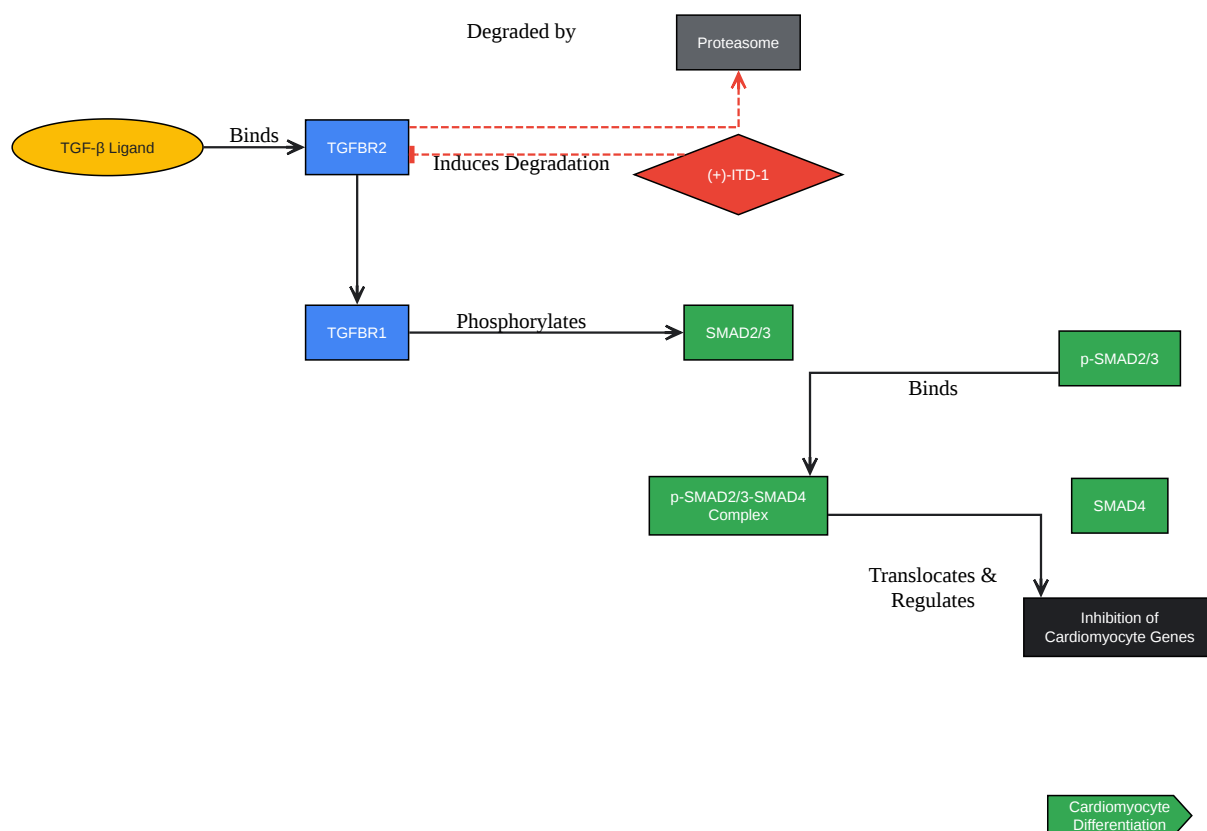 Degraded by
Proteasome
TGF-β Ligand
Binds
TGFBR2
Induces Degradation
(+)-ITD-1
TGFBR1
Phosphorylates
SMAD2/3
p-SMAD2/3
Binds
p-SMAD2/3-SMAD4
Complex
SMAD4
Translocates &
Regulates
Inhibition of
Cardiomyocyte Genes
Cardiomyocyte
Differentiation